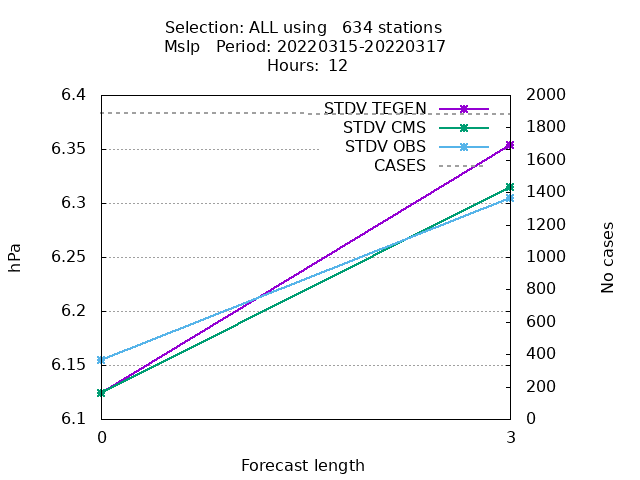 Selection: ALL using   634 stations
Mslp   Period: 20220315-20220317
Hours:  12
6.4
6.35
6.3
6.25
6.2
6.15
6.1
hPa
STDV TEGEN
STDV CMS
STDV OBS
CASES
2000
1800
1600
1400
1200
1000
800
600
400
200
0
No cases
0
3
Forecast length